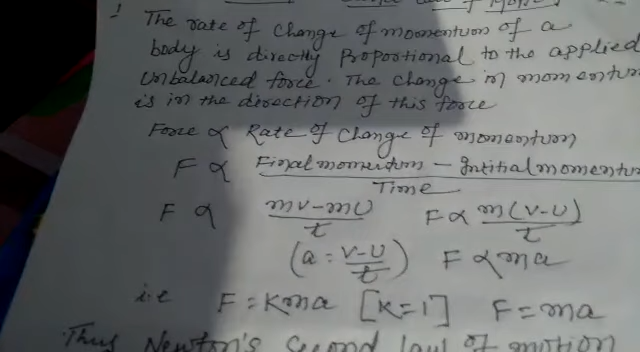 The rate of Change of momentum of a
body is directly Proportional to the applied
Unbalanced force. The change in momentum
is in the direction of this force
Force ∝ Rate of Change of momentum
F ∝ Final momentum - Intitial momentum / Time
F ∝ mv-mU / t F ∝ m(v-U) / t
(a = v-U / t) F ∝ ma
i.e F = Kma [K=1] F = ma
Thus Newton's Second law of motion